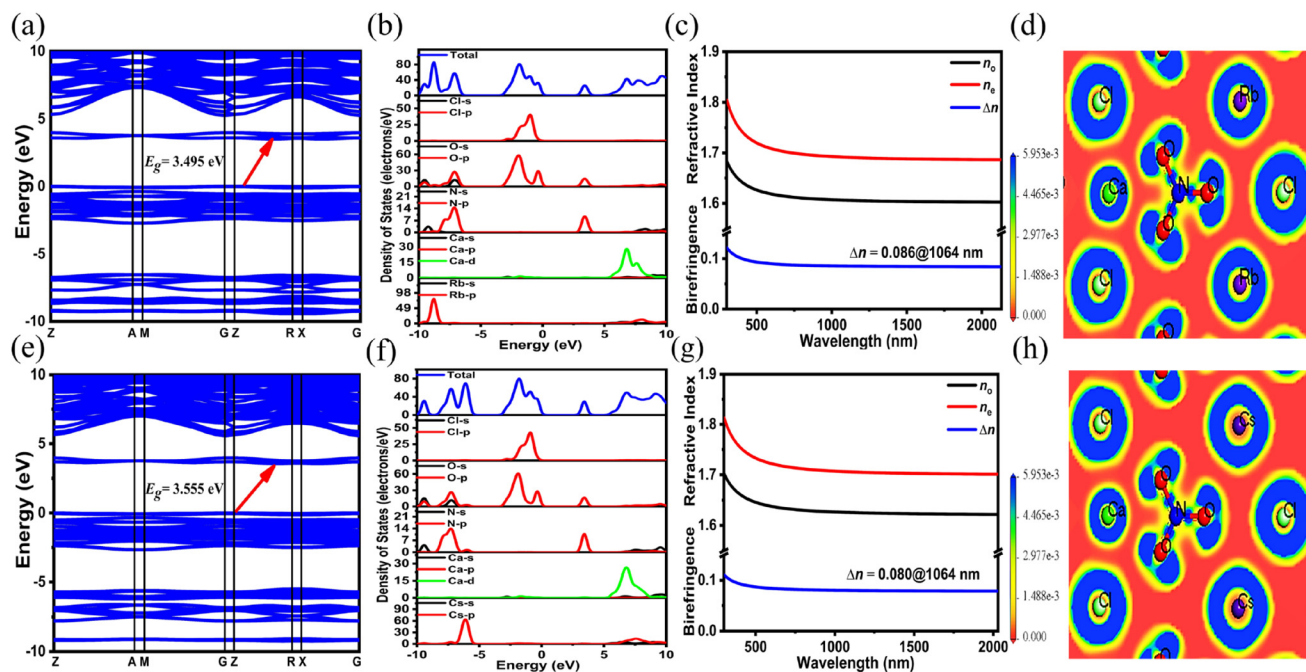 (a)
10
5
0
-5
-10
Energy (eV)
Eg= 3.495 eV
Z
A
M
G
Z
R
X
G
(b)
Total
80
40
0
Cl-s
Cl-p
50
25
0
O-s
O-p
60
30
0
N-s
N-p
21
14
7
0
Ca-s
Ca-p
Ca-d
30
15
0
Rb-s
Rb-p
98
49
0
Density of States (electrons/eV)
-10
-5
0
5
10
Energy (eV)
(c)
1.9
1.8
1.7
1.6
0.1
0.0
Refractive Index
Birefringence
no
ne
Δn
Δn = 0.086@1064 nm
500
1000
1500
2000
Wavelength (nm)
(d)
5.953e-3
4.465e-3
2.977e-3
1.488e-3
0.000
Cl
Rb
O
Ca
N
O
Cl
O
Cl
Rb
O
(e)
10
5
0
-5
-10
Energy (eV)
Eg= 3.555 eV
Z
A
M
G
Z
R
X
G
(f)
Total
80
40
0
Cl-s
Cl-p
50
25
0
O-s
O-p
60
30
0
N-s
N-p
21
14
7
0
Ca-s
Ca-p
Ca-d
30
15
0
Cs-s
Cs-p
90
60
30
0
Density of States (electrons/eV)
-10
-5
0
5
10
Energy (eV)
(g)
1.9
1.8
1.7
1.6
0.1
0.0
Refractive Index
Birefringence
no
ne
Δn
Δn = 0.080@1064 nm
500
1000
1500
2000
Wavelength (nm)
(h)
5.953e-3
4.465e-3
2.977e-3
1.488e-3
0.000
Cl
Cs
O
Ca
N
O
Cl
O
Cl
Cs
O